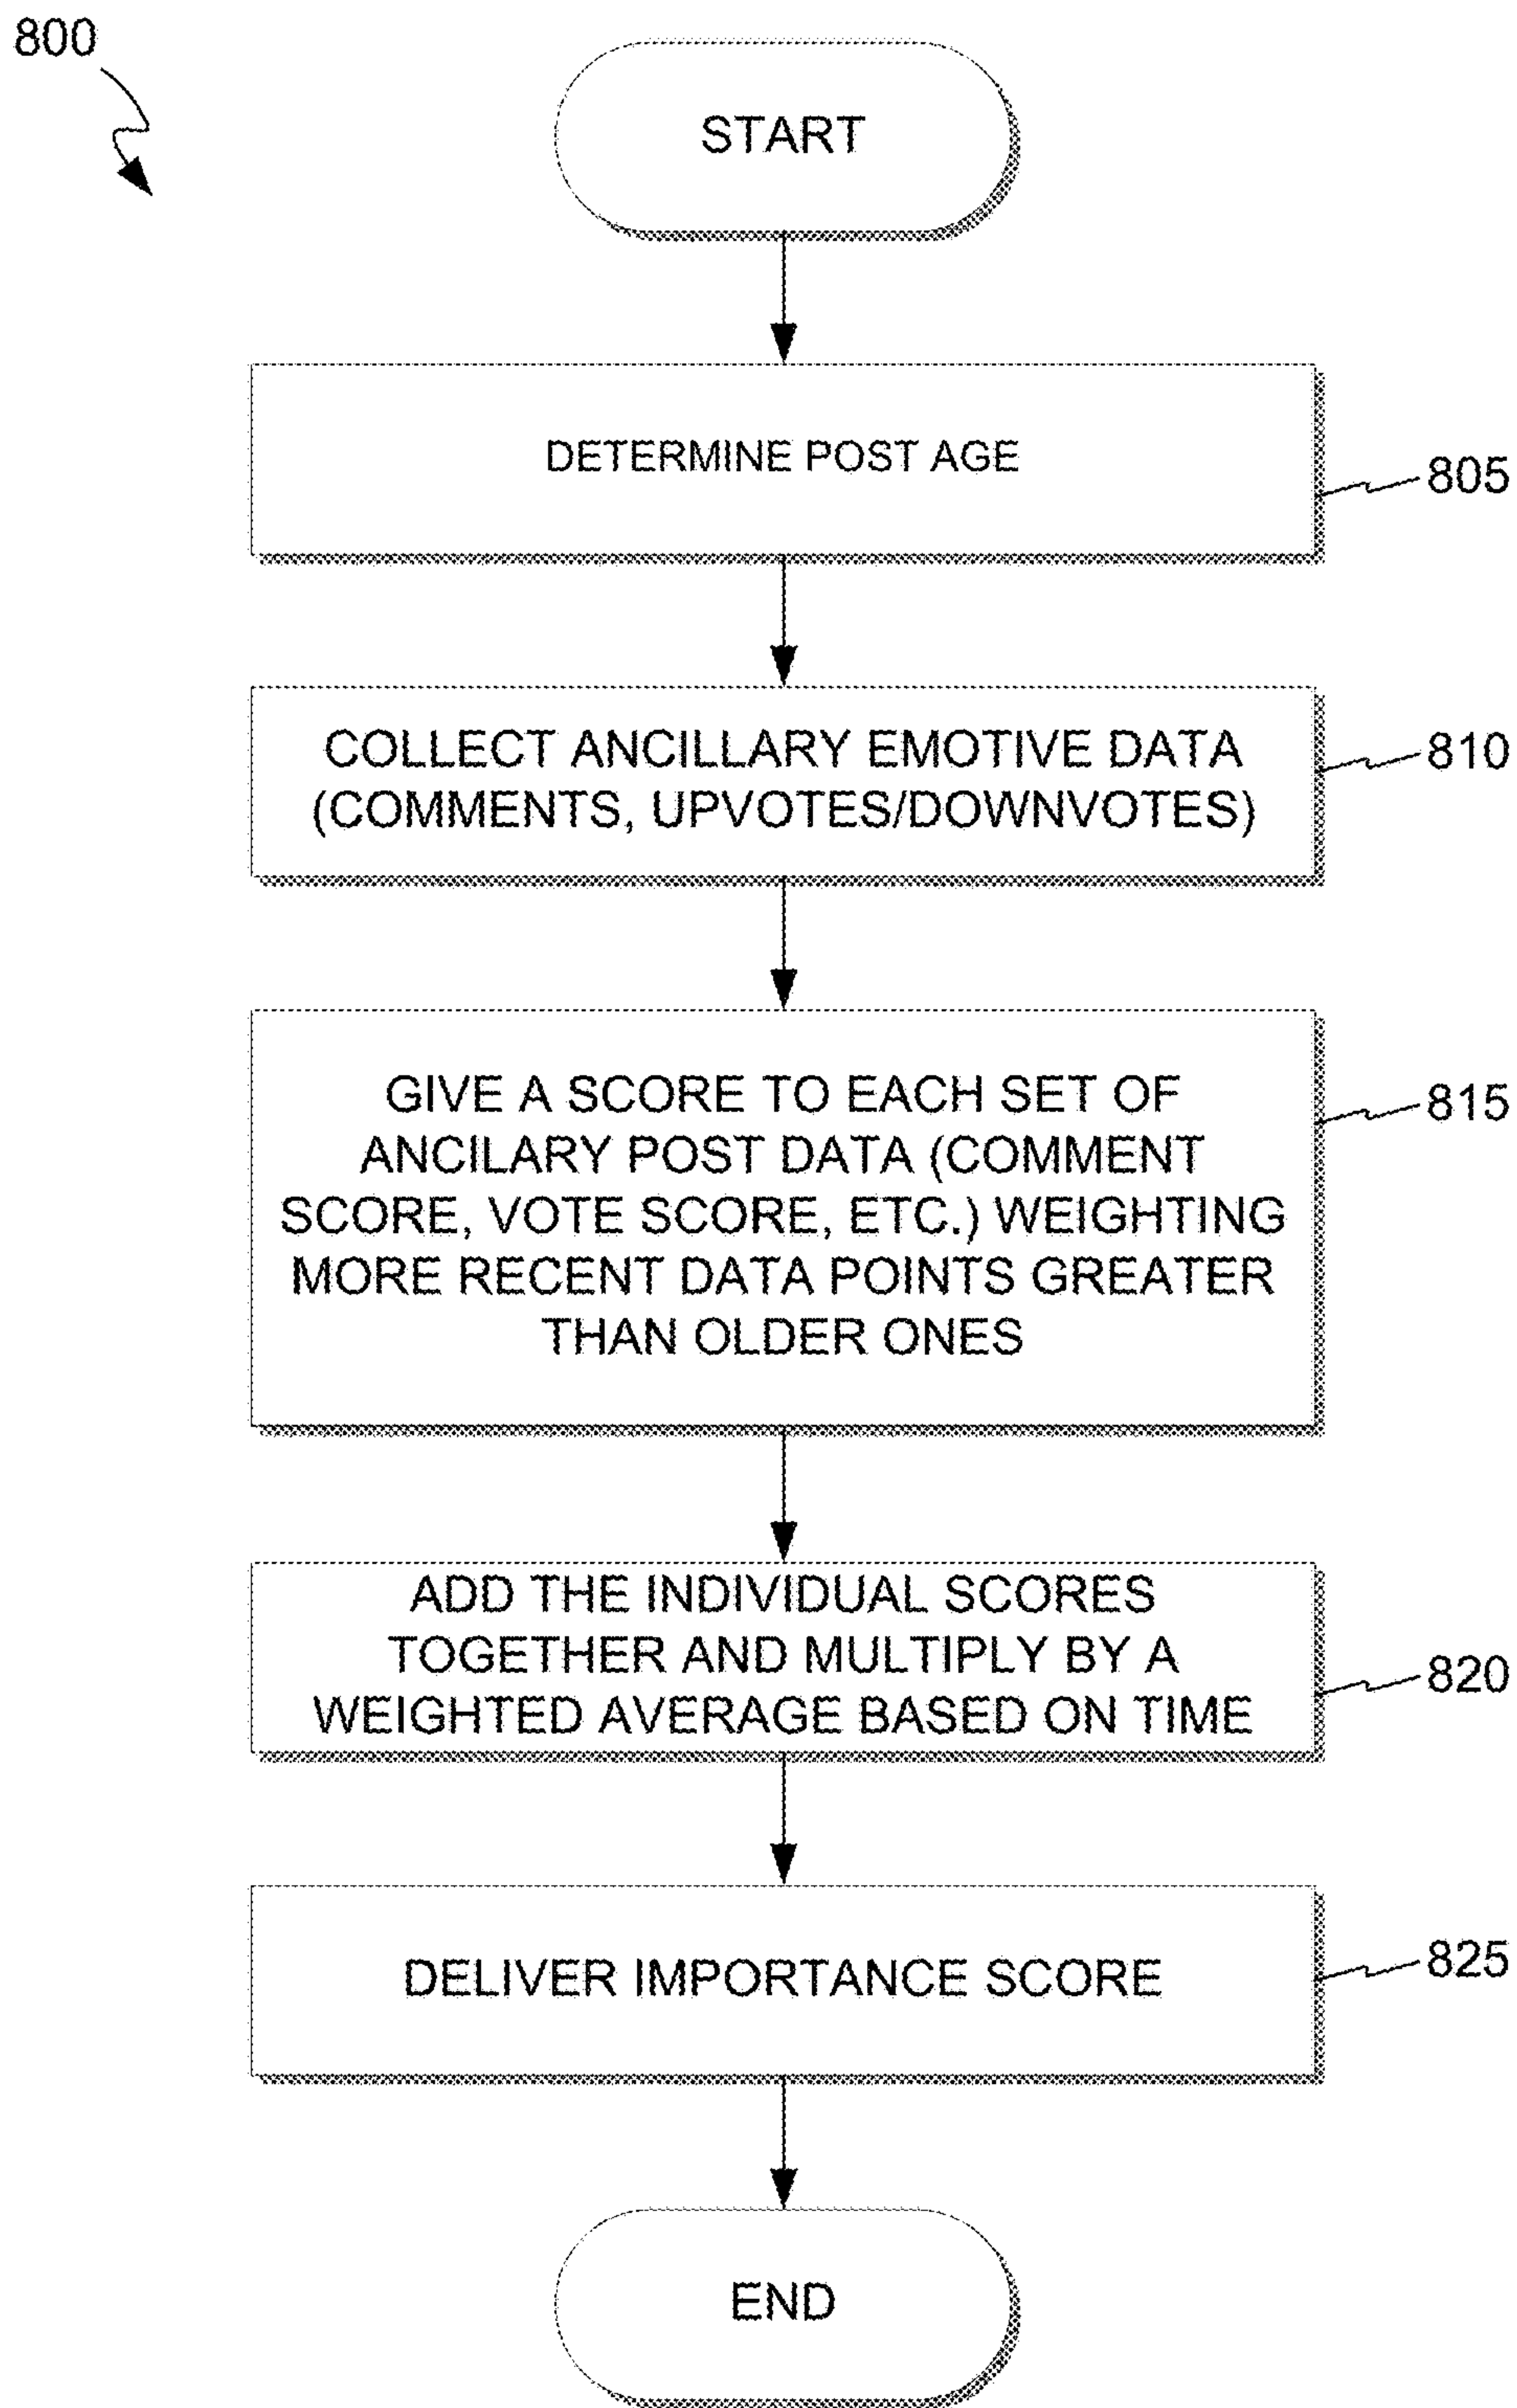 800
START
DETERMINE POST AGE
805
COLLECT ANCILLARY EMOTIVE DATA
(COMMENTS, UPVOTES/DOWNVOTES)
810
GIVE A SCORE TO EACH SET OF
ANCILARY POST DATA (COMMENT
SCORE, VOTE SCORE, ETC.) WEIGHTING
MORE RECENT DATA POINTS GREATER
THAN OLDER ONES
815
ADD THE INDIVIDUAL SCORES
TOGETHER AND MULTIPLY BY A
WEIGHTED AVERAGE BASED ON TIME
820
DELIVER IMPORTANCE SCORE
825
END